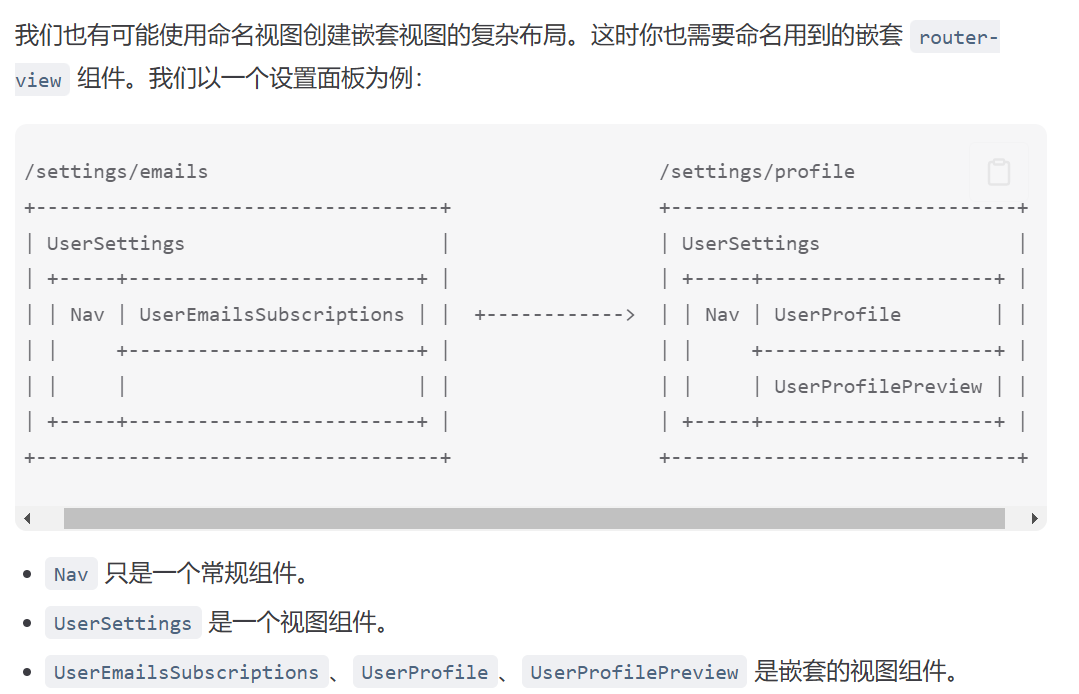 我们也有可能使用命名视图创建嵌套视图的复杂布局。这时你也需要命名用到的嵌套 router-
view 组件。我们以一个设置面板为例：
/settings/emails                                       /settings/profile
+-----------------------------------+                  +------------------------------+
| UserSettings                      |                  | UserSettings                 |
| +-----+-------------------------+ |                  | +-----+--------------------+ |
| | Nav | UserEmailsSubscriptions | |  +------------>  | | Nav | UserProfile        | |
| |     +-------------------------+ |                  | |     +--------------------+ |
| |     |                         | |                  | |     | UserProfilePreview | |
| +-----+-------------------------+ |                  | +-----+--------------------+ |
+-----------------------------------+                  +------------------------------+
• Nav 只是一个常规组件。
• UserSettings 是一个视图组件。
• UserEmailsSubscriptions、UserProfile、UserProfilePreview 是嵌套的视图组件。